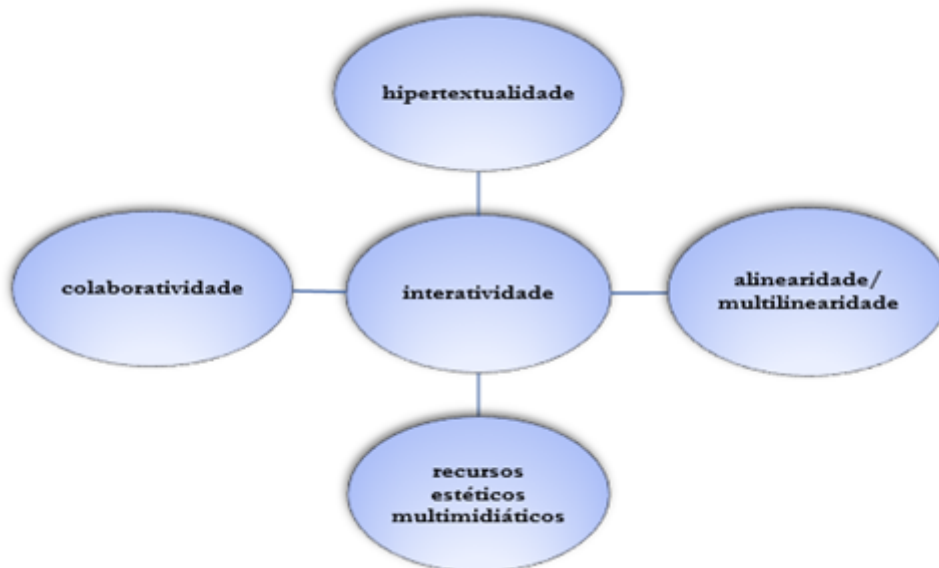 hipertextualidade
colaboratividade
interatividade
alinearidade/
multilinearidade
recursos
estéticos
multimidiáticos